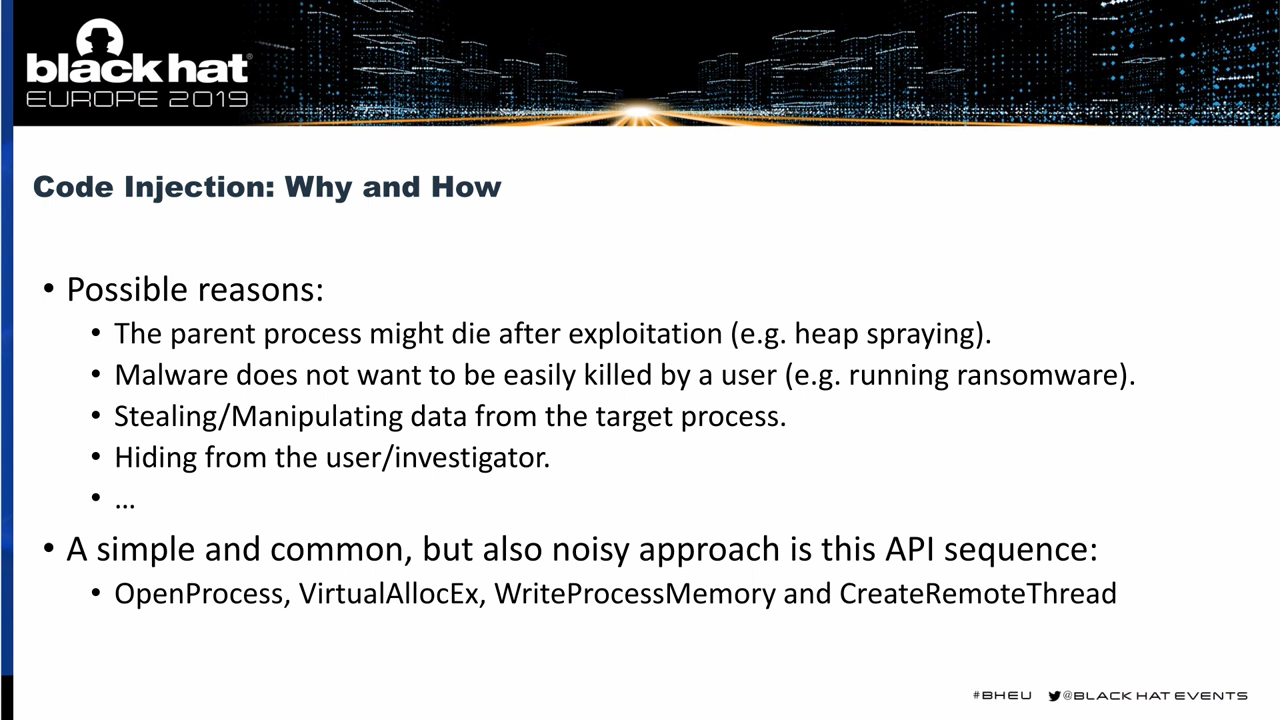 black hat®
EUROPE 2019
Code Injection: Why and How
• Possible reasons:
• The parent process might die after exploitation (e.g. heap spraying).
• Malware does not want to be easily killed by a user (e.g. running ransomware).
• Stealing/Manipulating data from the target process.
• Hiding from the user/investigator.
• …
• A simple and common, but also noisy approach is this API sequence:
• OpenProcess, VirtualAllocEx, WriteProcessMemory and CreateRemoteThread
#BHEU @BLACK HAT EVENTS